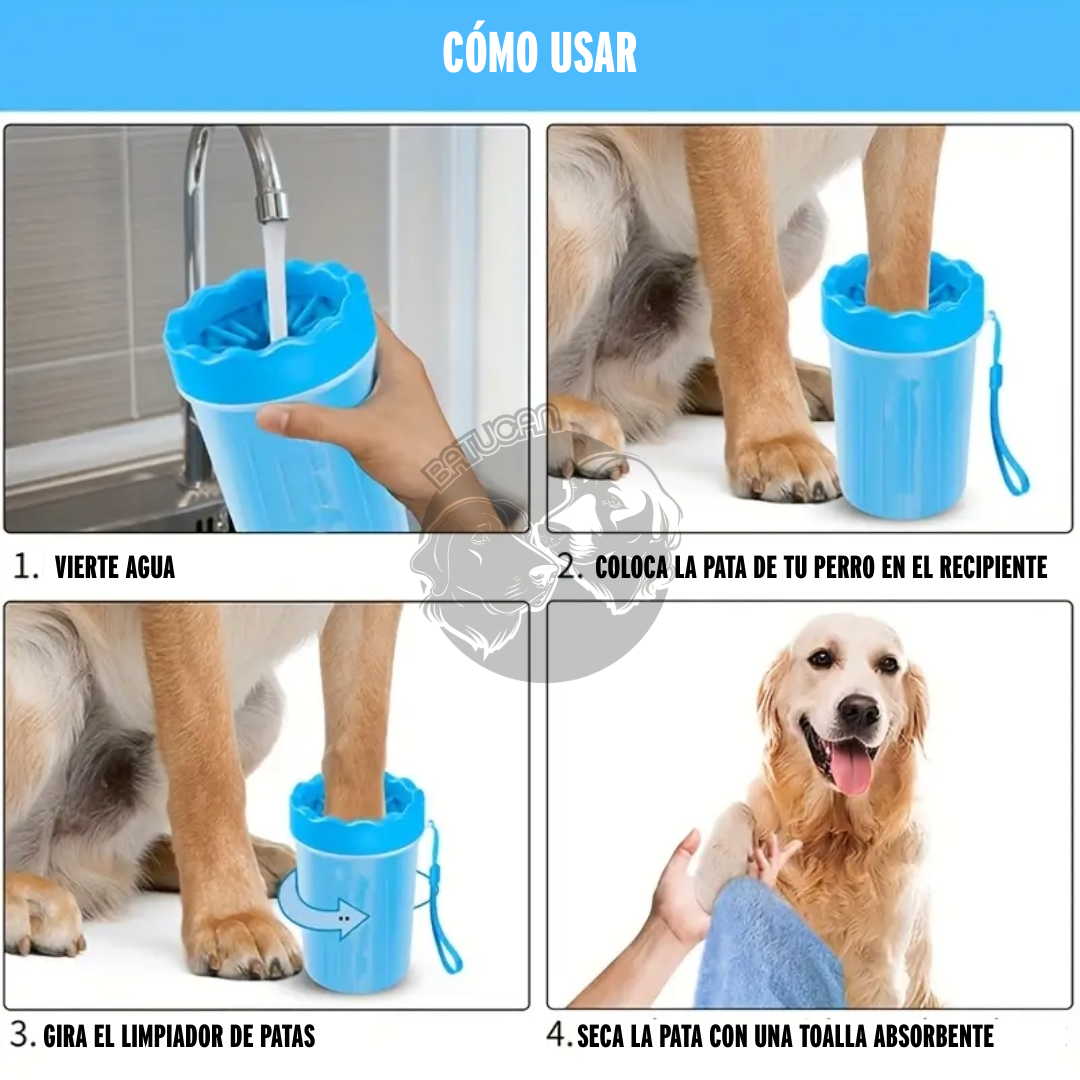 CÓMO USAR
BATUCAN
1. VIERTE AGUA
2. COLOCA LA PATA DE TU PERRO EN EL RECIPIENTE
3. GIRA EL LIMPIADOR DE PATAS
4. SECA LA PATA CON UNA TOALLA ABSORBENTE